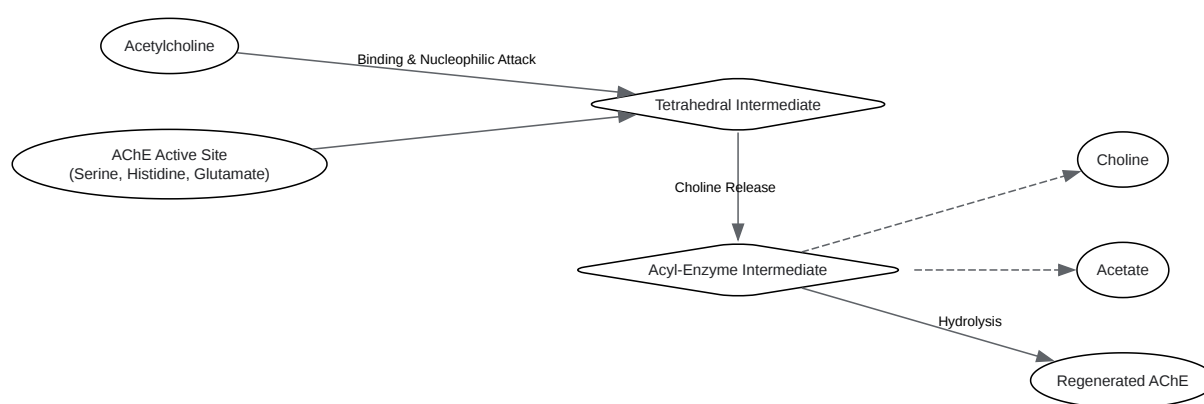 Acetylcholine
Binding & Nucleophilic Attack
Tetrahedral Intermediate
AChE Active Site
(Serine, Histidine, Glutamate)
Choline
Choline Release
Acyl-Enzyme Intermediate
Acetate
Hydrolysis
Regenerated AChE